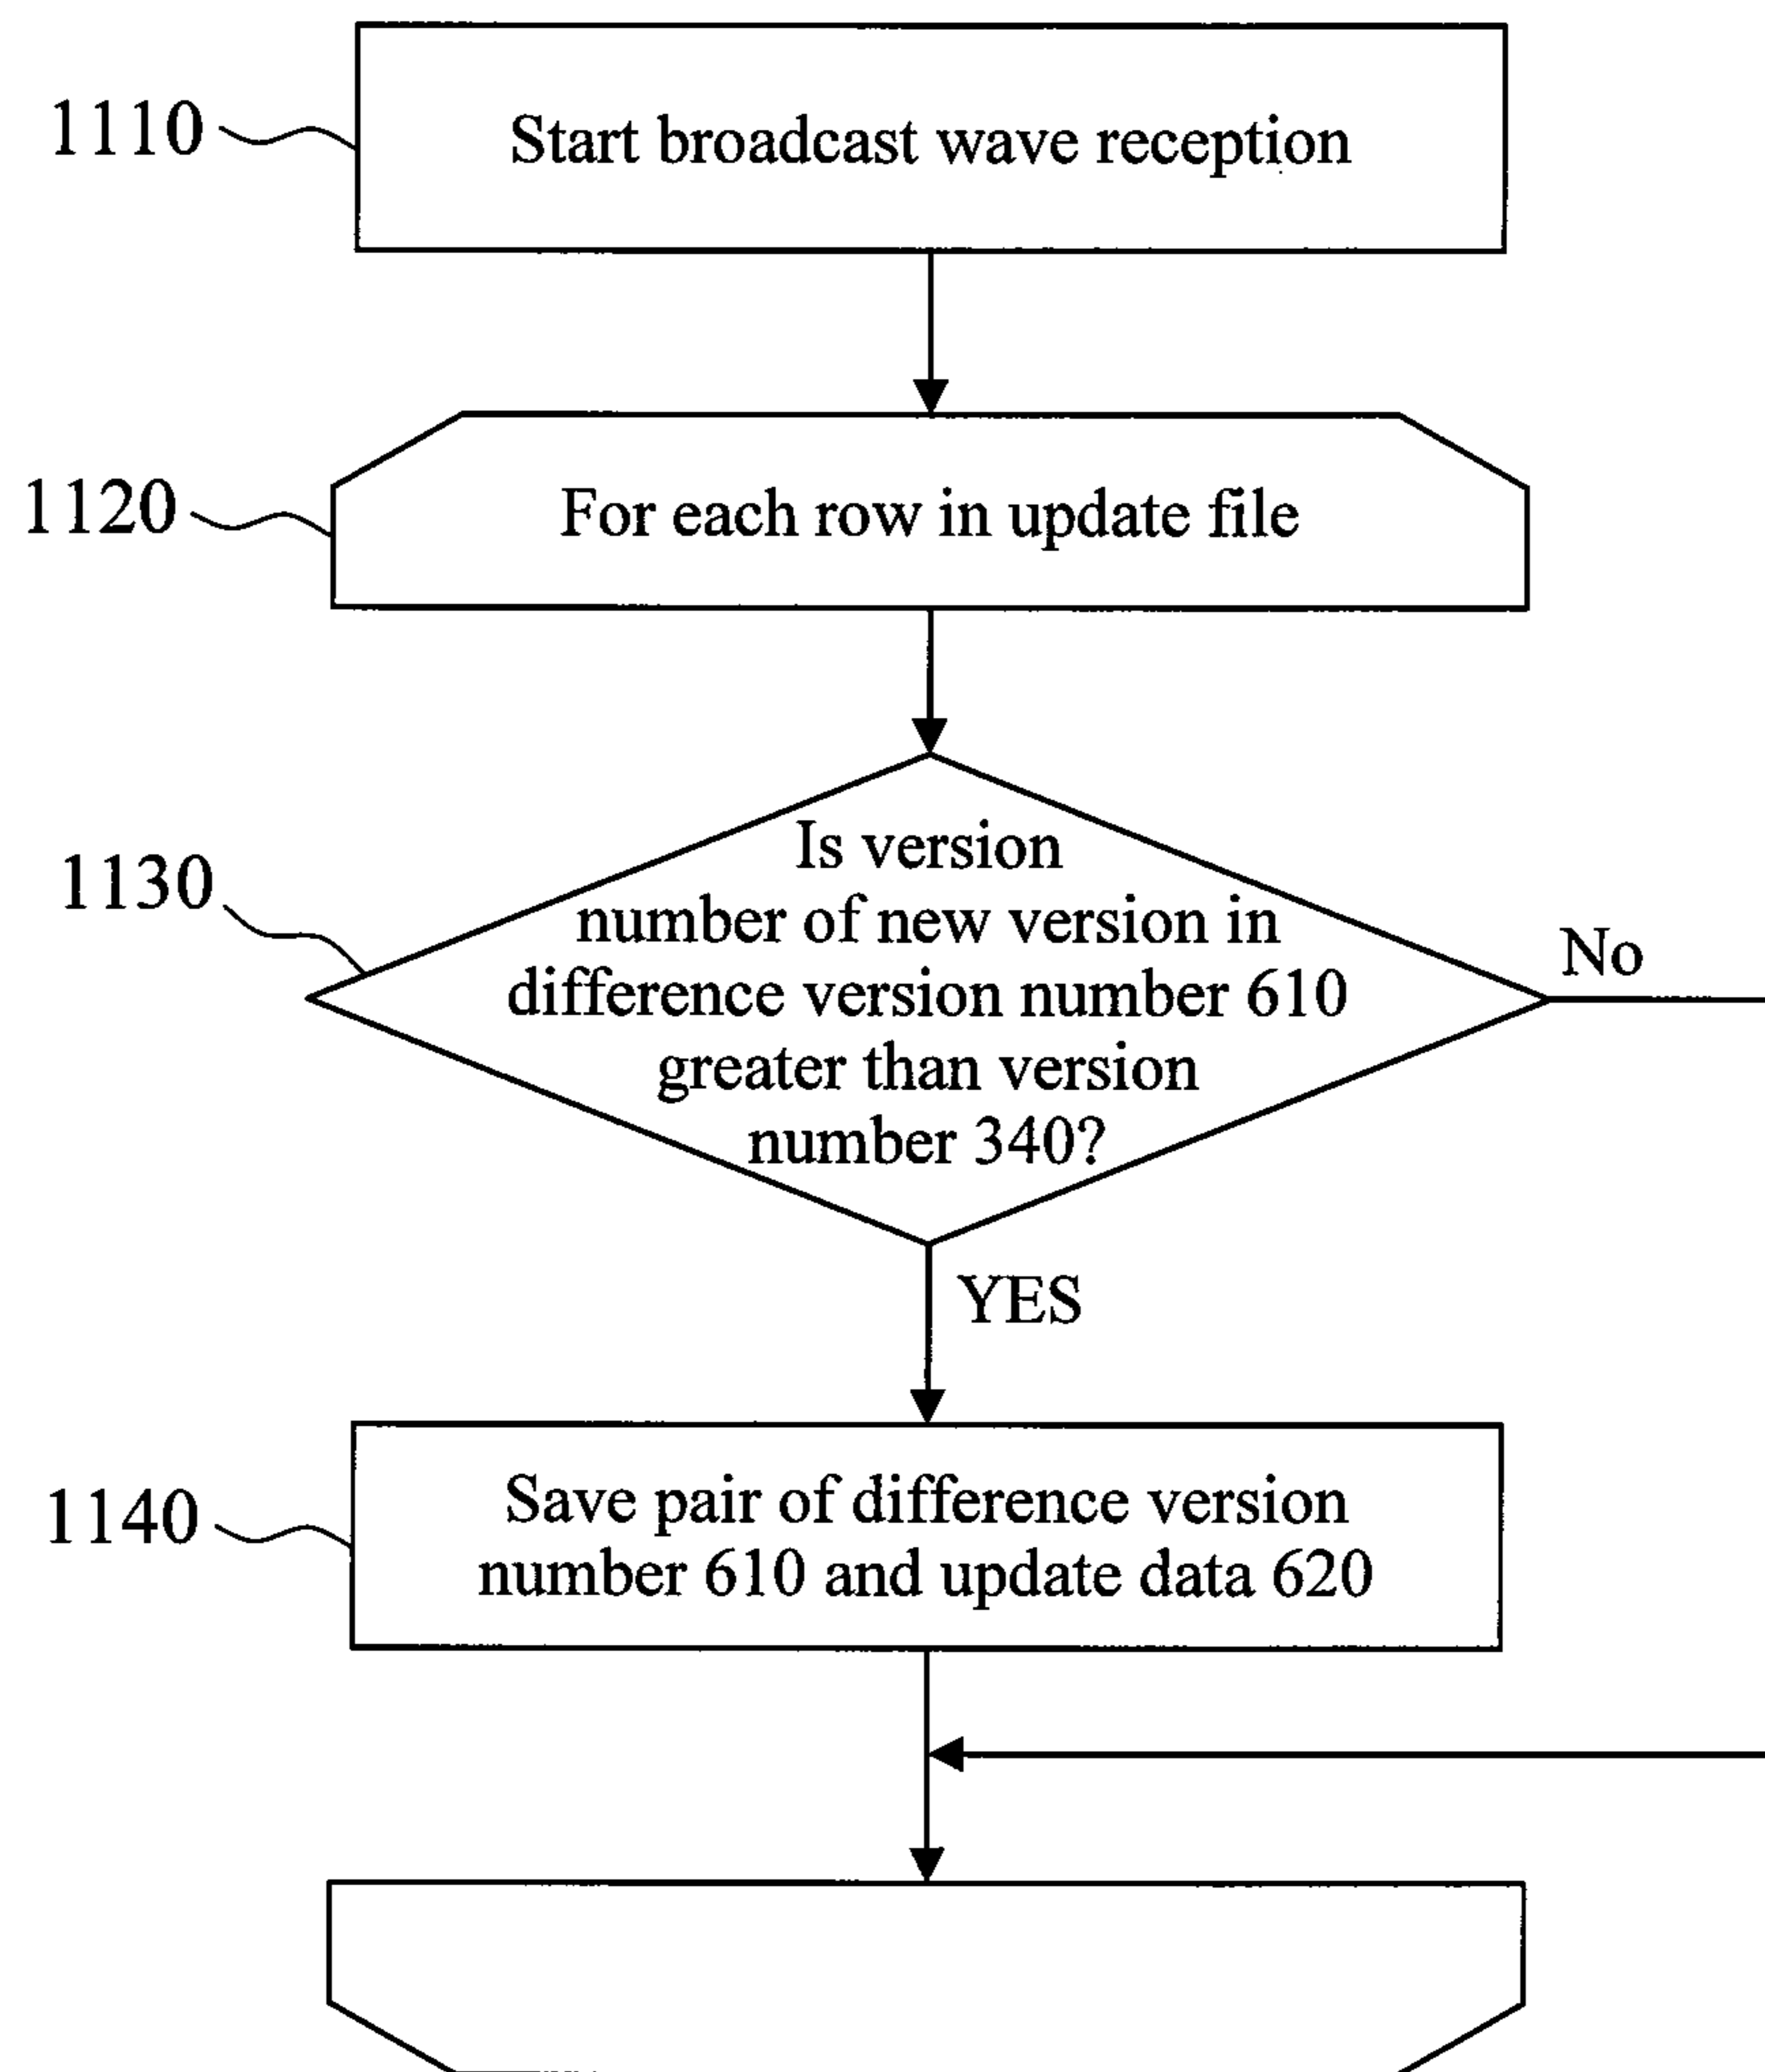 1110
Start broadcast wave reception
1120
For each row in update file
1130
Is version
number of new version in
difference version number 610
greater than version
number 340?
No
YES
1140
Save pair of difference version
number 610 and update data 620